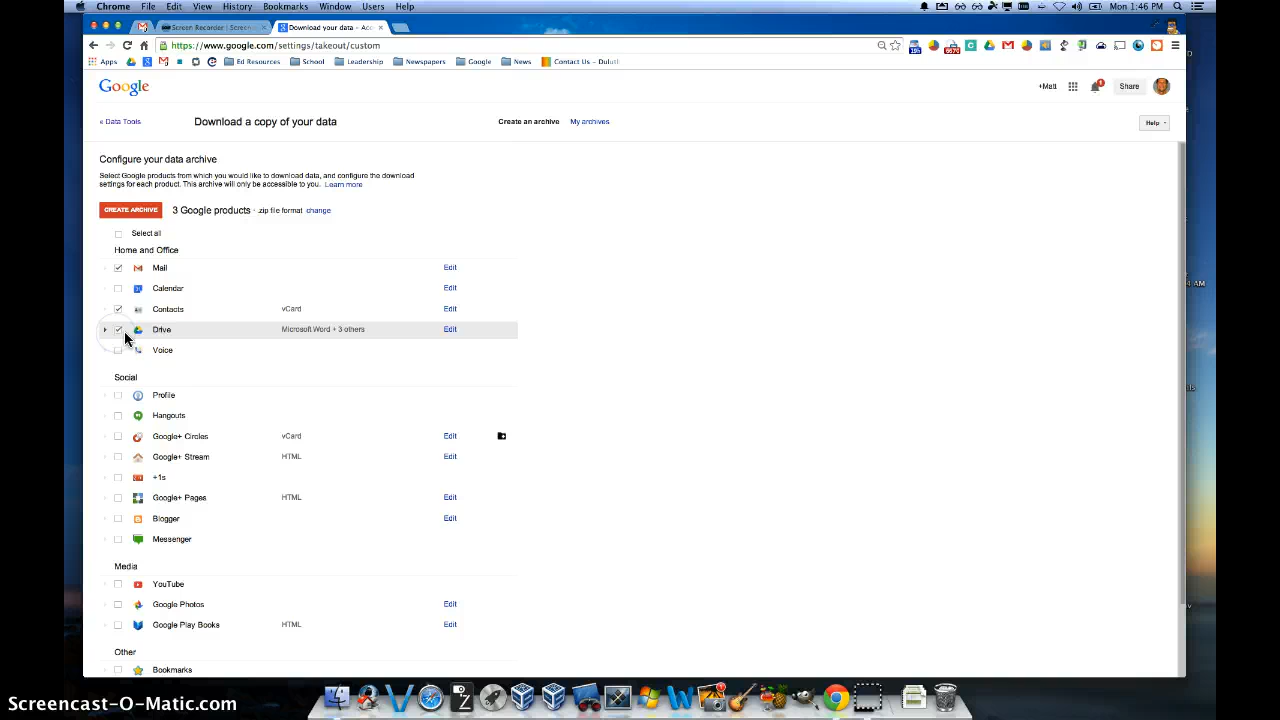 Chrome File Edit View History Bookmarks Window Users Help
Mon 1:46 PM
Screen Recorder | Screen
Download your data - Acc
https://www.google.com/settings/takeout/custom
Apps
Ed Resources School Leadership Newspapers Google News Contact Us - Dulut
Google
+Matt
Share
« Data Tools
Download a copy of your data
Create an archive My archives
Help
Configure your data archive
Select Google products from which you would like to download data, and configure the download
settings for each product. This archive will only be accessible to you. Learn more
CREATE ARCHIVE 3 Google products - .zip file format change
Select all
Home and Office
Mail Edit
Calendar Edit
Contacts vCard Edit
Drive Microsoft Word + 3 others Edit
Voice
Social
Profile
Hangouts
Google+ Circles vCard Edit
Google+ Stream HTML Edit
+1s
Google+ Pages HTML Edit
Blogger Edit
Messenger
Media
YouTube
Google Photos Edit
Google Play Books HTML Edit
Other
Bookmarks
Screencast-O-Matic.com